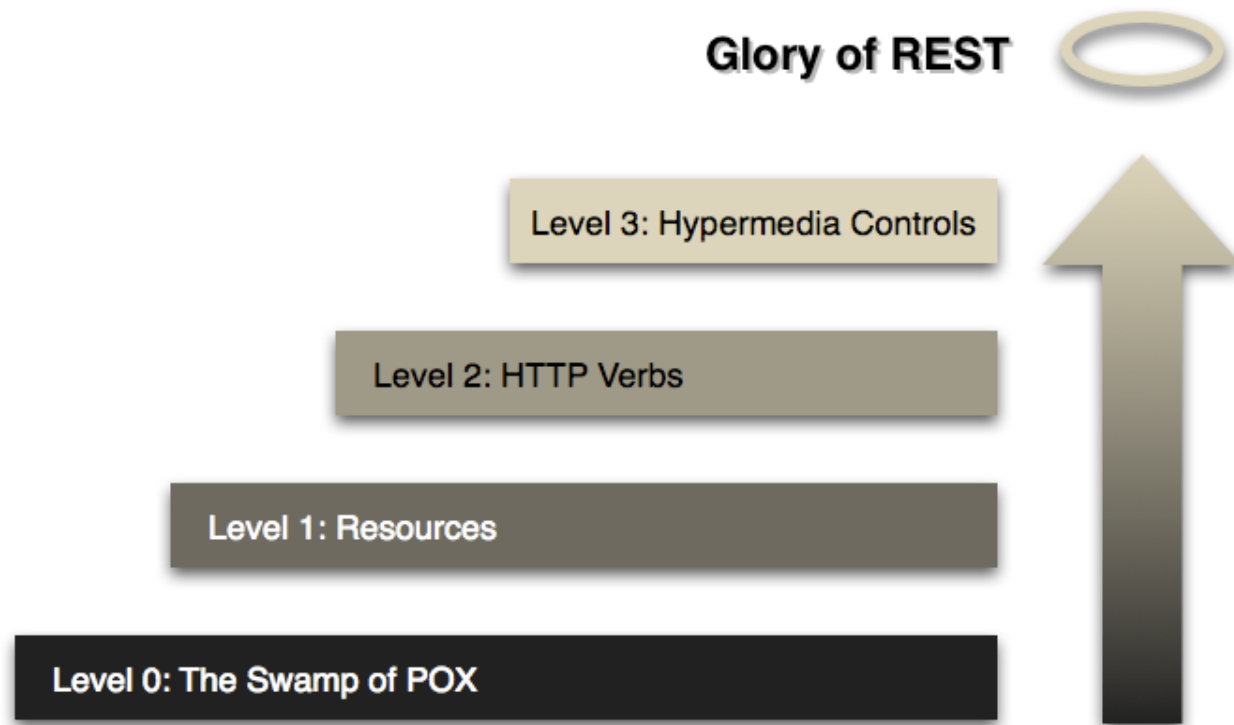 Glory of REST
Level 3: Hypermedia Controls
Level 2: HTTP Verbs
Level 1: Resources
Level 0: The Swamp of POX